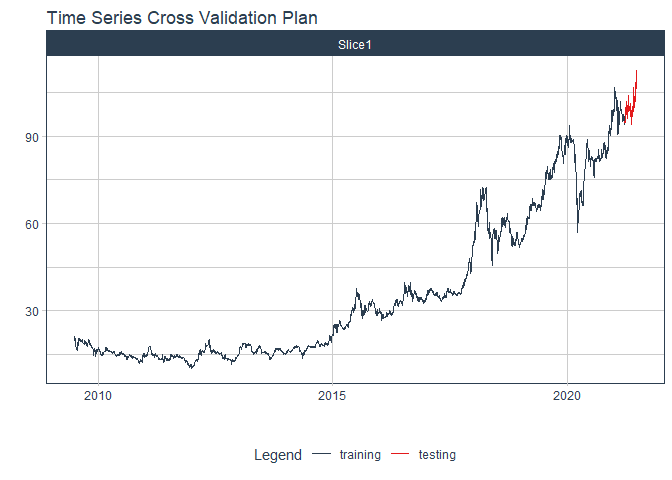 Time Series Cross Validation Plan
Slice1
90
60
30
2010 2015 2020
Legend training testing